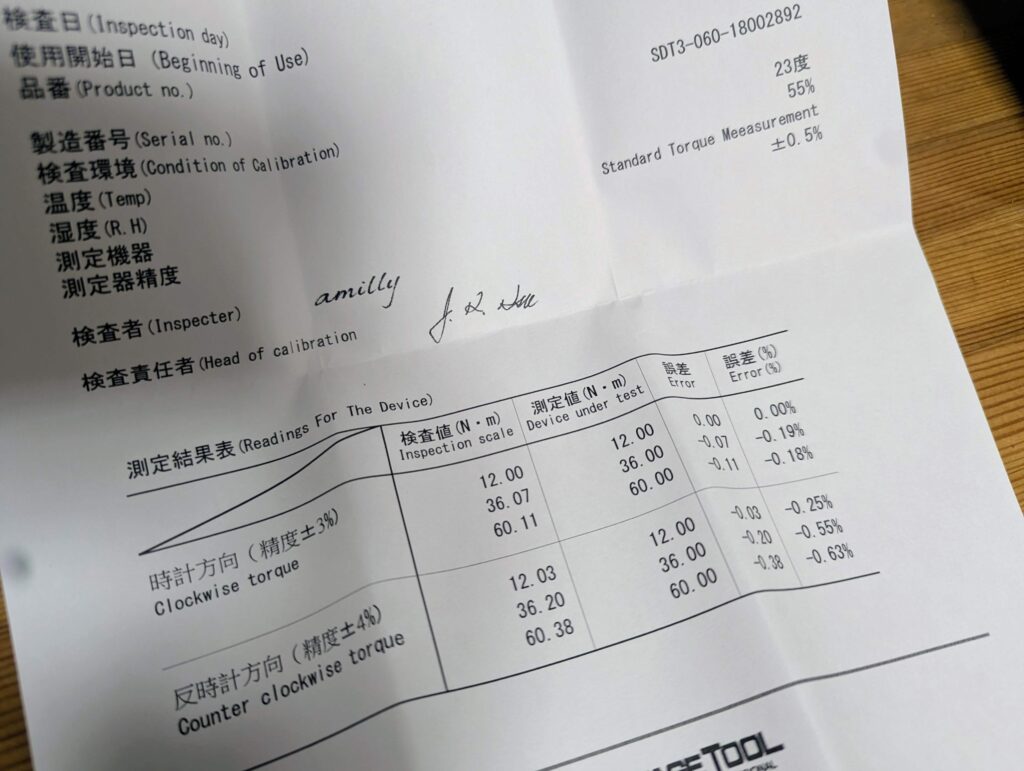 検査日(Inspection day)
使用開始日 (Beginning of Use)
品番(Product no.)
製造番号(Serial no.) SDT3-060-18002892
検査環境(Condition of Calibration)
温度(Temp) 23度
湿度(R.H) 55%
測定機器 Standard Torque Meeasurement
測定器精度 ±0.5%
検査者(Inspecter) amilly
検査責任者(Head of calibration
測定結果表(Readings For The Device)
検査値(N・m) 測定値(N・m) 誤差 誤差(%)
Inspection scale Device under test Error Error(%)
時計方向(精度±3%)
Clockwise torque
12.00 12.00 0.00 0.00%
36.07 36.00 -0.07 -0.19%
60.11 60.00 -0.11 -0.18%
反時計方向(精度±4%)
Counter clockwise torque
12.03 12.00 -0.03 -0.25%
36.20 36.00 -0.20 -0.55%
60.38 60.00 -0.38 -0.63%
TOOL